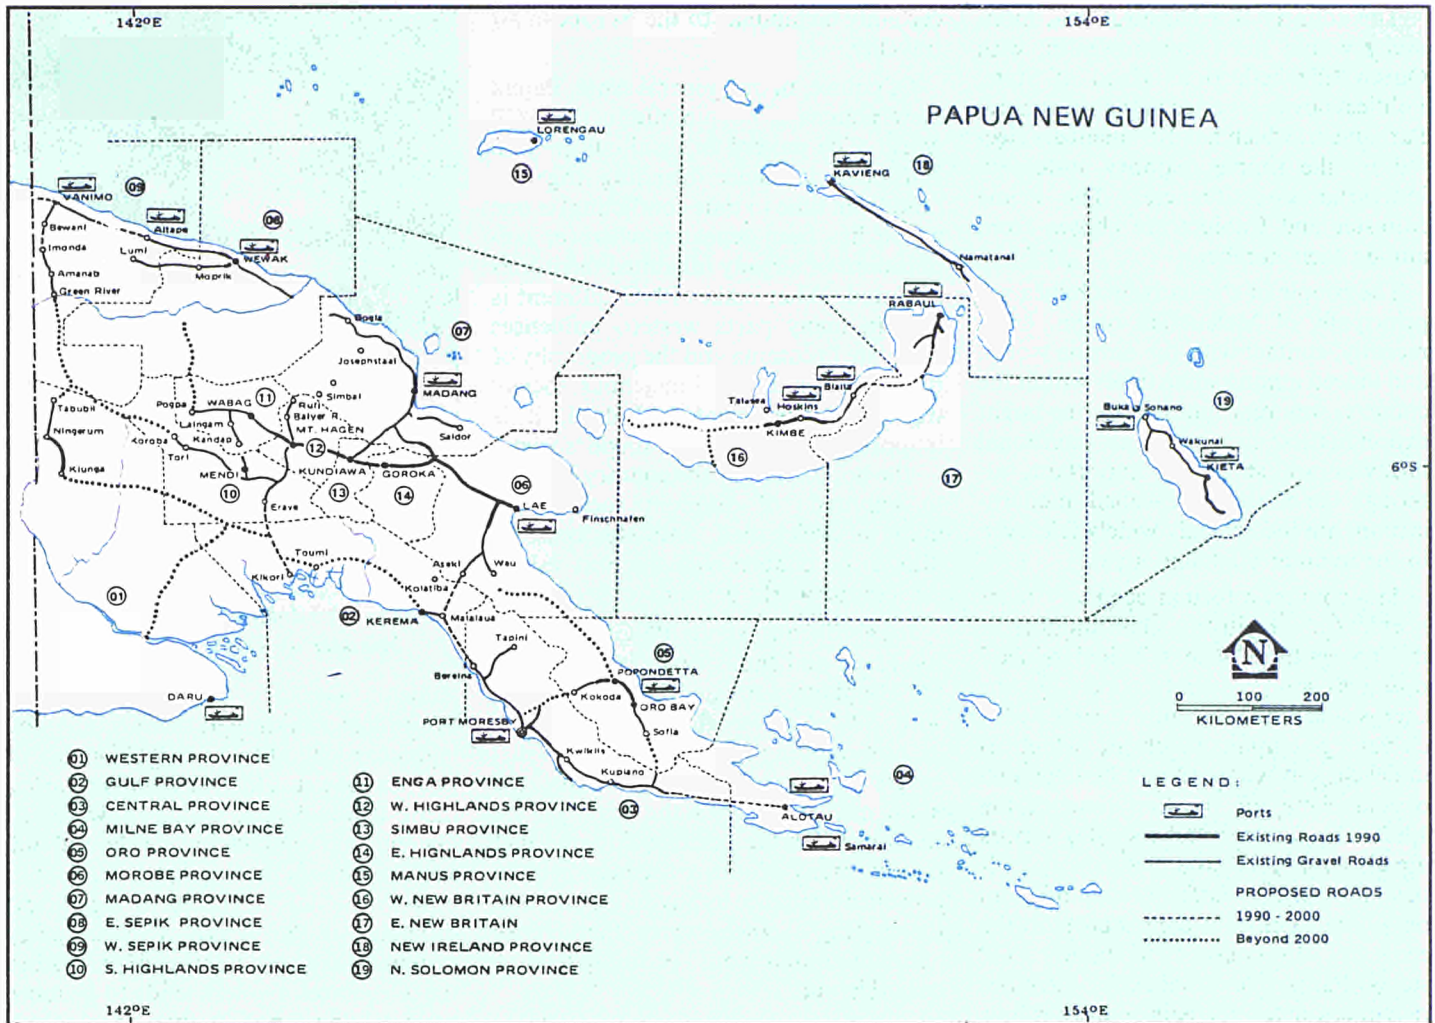 142°E
154°E
PAPUA NEW GUINEA
LORENGAU
15
KAVIENG
18
09
VANIMO
08
Aitape
Bewani
Lumi
WEWAK
Imonda
Maprik
Namatanai
Amanab
Green River
RABAUL
Bogia
07
Josephstaal
Bialla
MADANG
Simbai
Talasea
Hoskins
19
Tabubil
Pogpa
WABAG
11
Ruti
Buka
Sohano
Baiyer R.
Laingam
KIMBE
Ningerum
Koroba
Kandap
MT. HAGEN
Saidor
Wakunai
12
Tari
16
KIETA
6°S
Kiunga
MENDI
KUNDIAWA
GOROKA
17
10
13
14
06
Erave
LAE
Finschhafen
Toumi
Kikori
Aseki
Wau
Kolatiba
01
02
KEREMA
Malalaua
Tapini
05
N
Bereina
POPONDETTA
DARU
Kokoda
ORO BAY
0 100 200
KILOMETERS
PORT MORESBY
Sofia
Kwikila
Kupiano
04
03
ALOTAU
Samarai
01 WESTERN PROVINCE
02 GULF PROVINCE
03 CENTRAL PROVINCE
04 MILNE BAY PROVINCE
05 ORO PROVINCE
06 MOROBE PROVINCE
07 MADANG PROVINCE
08 E. SEPIK PROVINCE
09 W. SEPIK PROVINCE
10 S. HIGHLANDS PROVINCE
11 ENGA PROVINCE
12 W. HIGHLANDS PROVINCE
13 SIMBU PROVINCE
14 E. HIGNLANDS PROVINCE
15 MANUS PROVINCE
16 W. NEW BRITAIN PROVINCE
17 E. NEW BRITAIN
18 NEW IRELAND PROVINCE
19 N. SOLOMON PROVINCE
LEGEND:
Ports
Existing Roads 1990
Existing Gravel Roads
PROPOSED ROADS
1990 - 2000
Beyond 2000
142°E
154°E